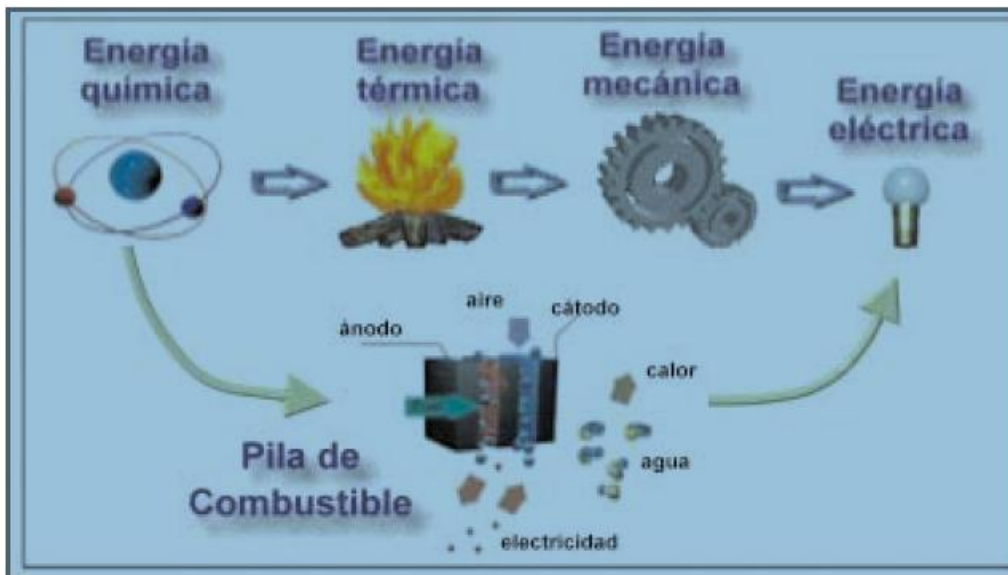 Energía
química
Energía
térmica
Energía
mecánica
Energía
eléctrica
aire
cátodo
ánodo
calor
agua
Pila de
Combustible
electricidad